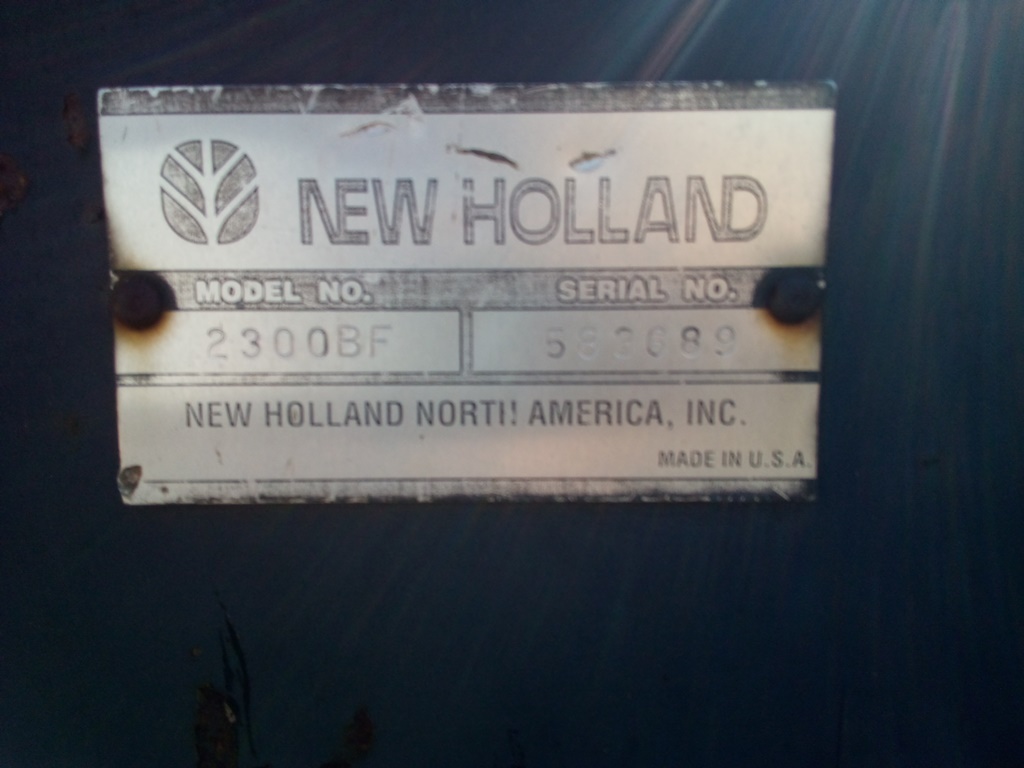 NEW HOLLAND
MODEL NO. SERIAL NO.
2300BF
NEW HOLLAND NORTH AMERICA, INC.
MADE IN U.S.A.